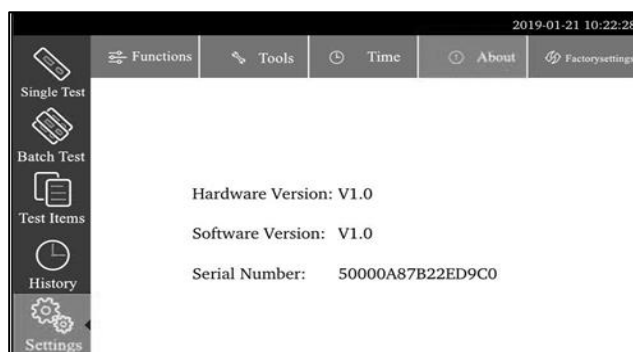 2019-01-21 10:22:28
Functions Tools Time About Factorysettings
Single Test
Batch Test
Test Items
History
Settings
Hardware Version: V1.0
Software Version: V1.0
Serial Number: 50000A87B22ED9C0